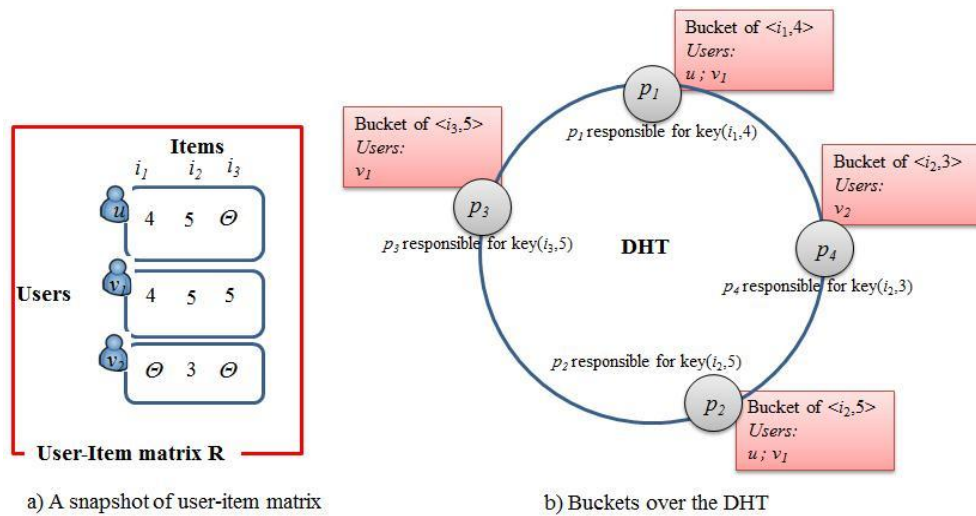 Items
i1 i2 i3
u 4 5 Θ
Users
v1 4 5 5
v2 Θ 3 Θ
User-Item matrix R
a) A snapshot of user-item matrix
Bucket of <i1,4>
Users:
u ; v1
p1
p1 responsible for key(i1,4)
Bucket of <i3,5>
Users:
v1
p3
p3 responsible for key(i3,5)
Bucket of <i2,3>
Users:
v2
p4
p4 responsible for key(i2,3)
DHT
p2 responsible for key(i2,5)
p2
Bucket of <i2,5>
Users:
u ; v1
b) Buckets over the DHT